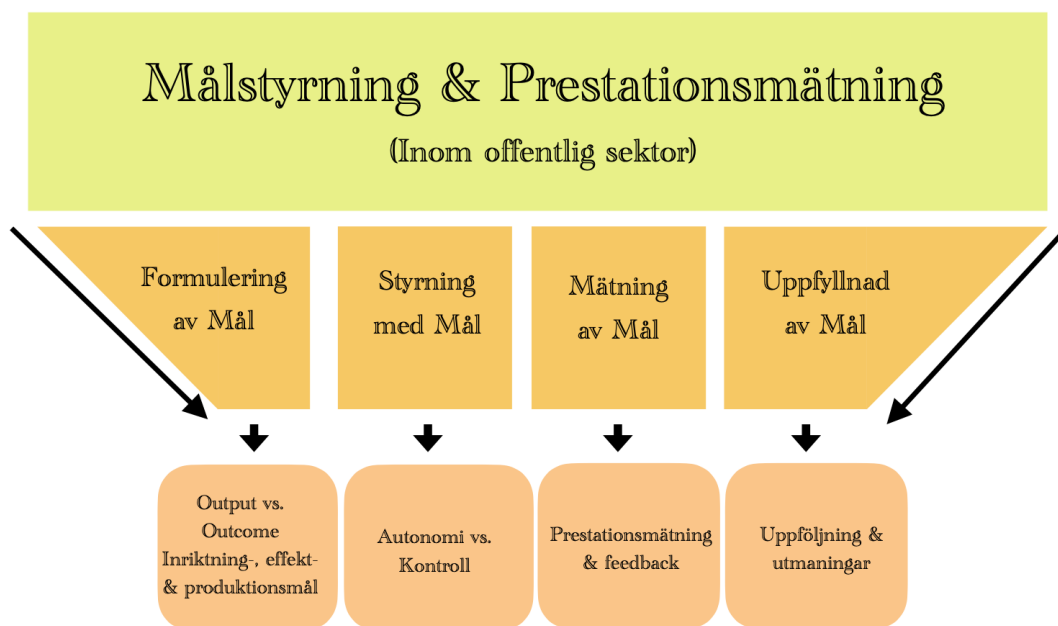 Målstyrning & Prestationsmätning
(Inom offentlig sektor)
Formulering
av Mål
Styrning
med Mål
Mätning
av Mål
Uppfyllnad
av Mål
Output vs.
Outcome
Inriktning-, effekt-
& produktionsmål
Autonomi vs.
Kontroll
Prestationsmätning
& feedback
Uppföljning &
utmaningar